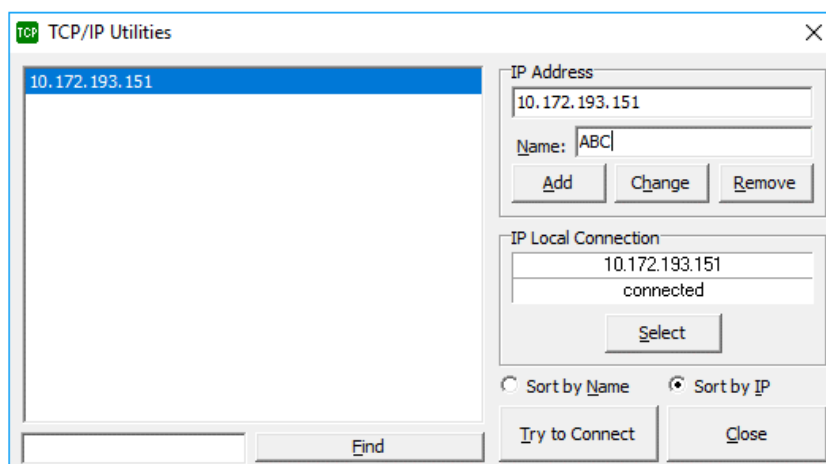 TCP TCP/IP Utilities
10.172.193.151
IP Address
10.172.193.151
Name: ABC
Add Change Remove
IP Local Connection
10.172.193.151
connected
Select
Sort by Name Sort by IP
Try to Connect Close
Find